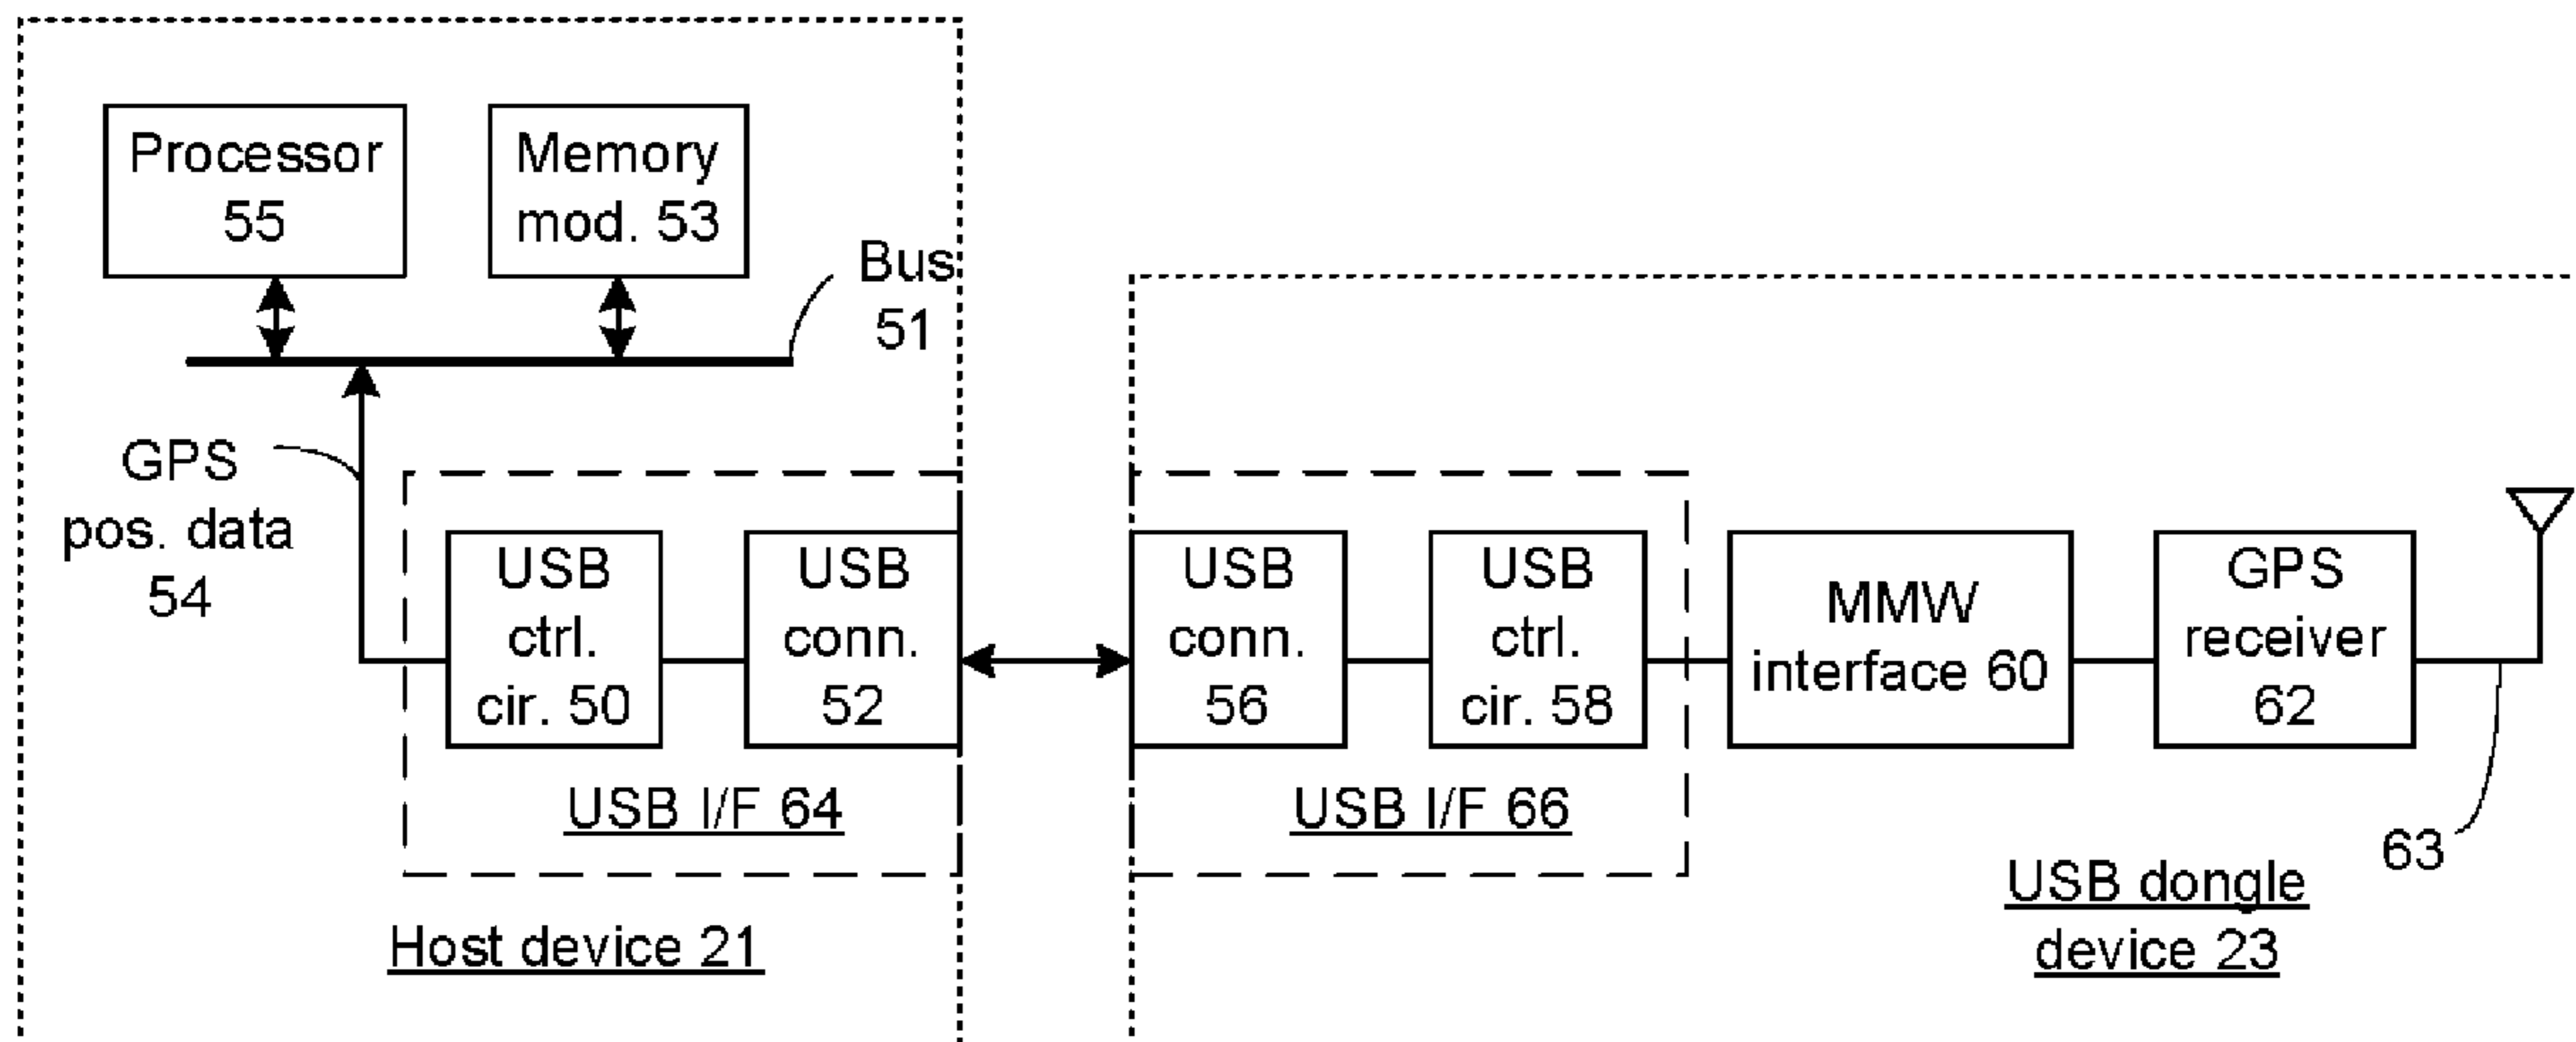 Processor
55
Memory
mod. 53
Bus
51
GPS
pos. data
54
USB
ctrl.
cir. 50
USB
conn.
52
USB I/F 64
Host device 21
USB
conn.
56
USB
ctrl.
cir. 58
USB I/F 66
MMW
interface 60
GPS
receiver
62
63
USB dongle
device 23